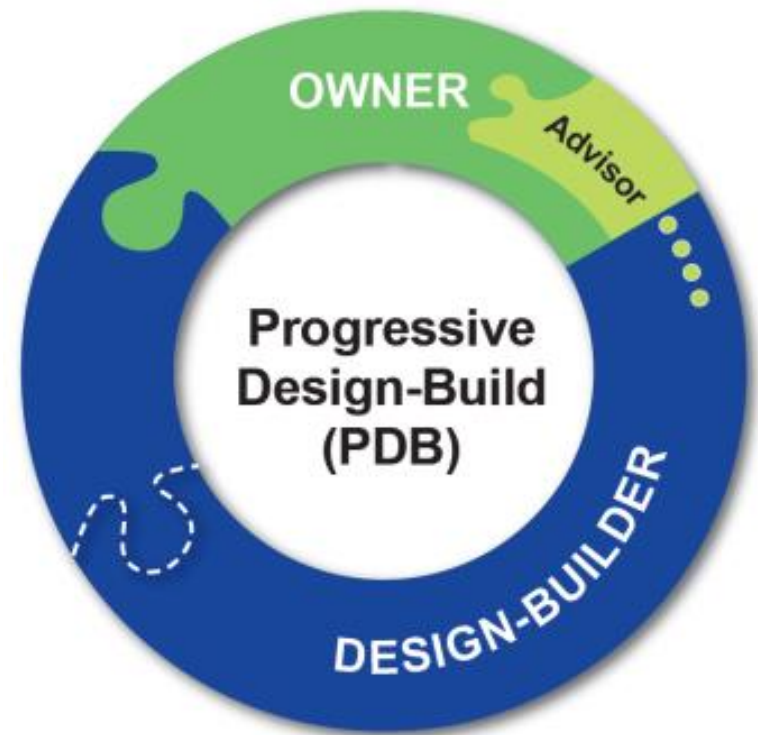 OWNER
Advisor
Progressive
Design-Build
(PDB)
DESIGN-BUILDER